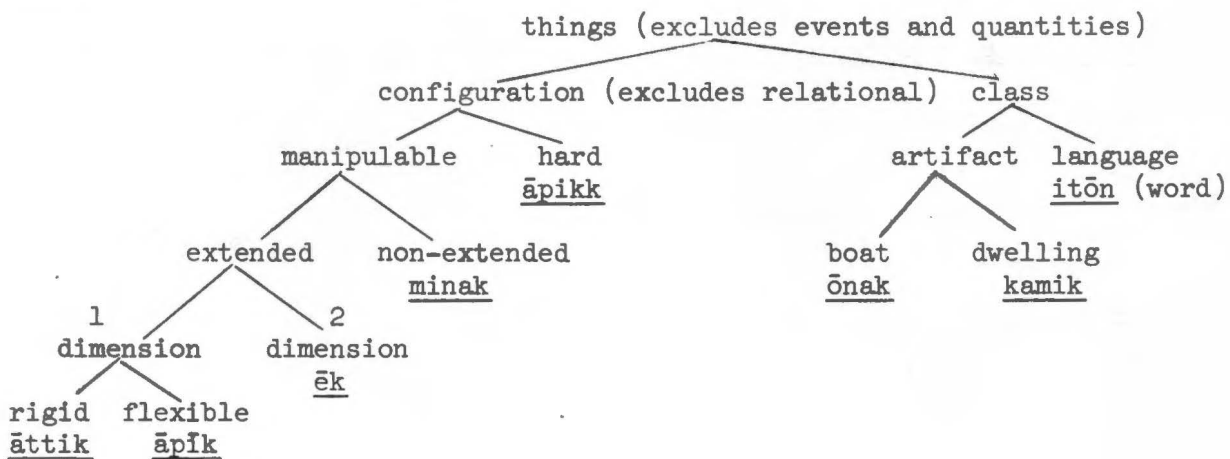 things (excludes events and quantities)
configuration (excludes relational) class
manipulable hard artifact language
āpikk itōn (word)
extended non-extended boat dwelling
minak ōnak kamik
1 2
dimension dimension
ēk
rigid flexible
āttik āpīk